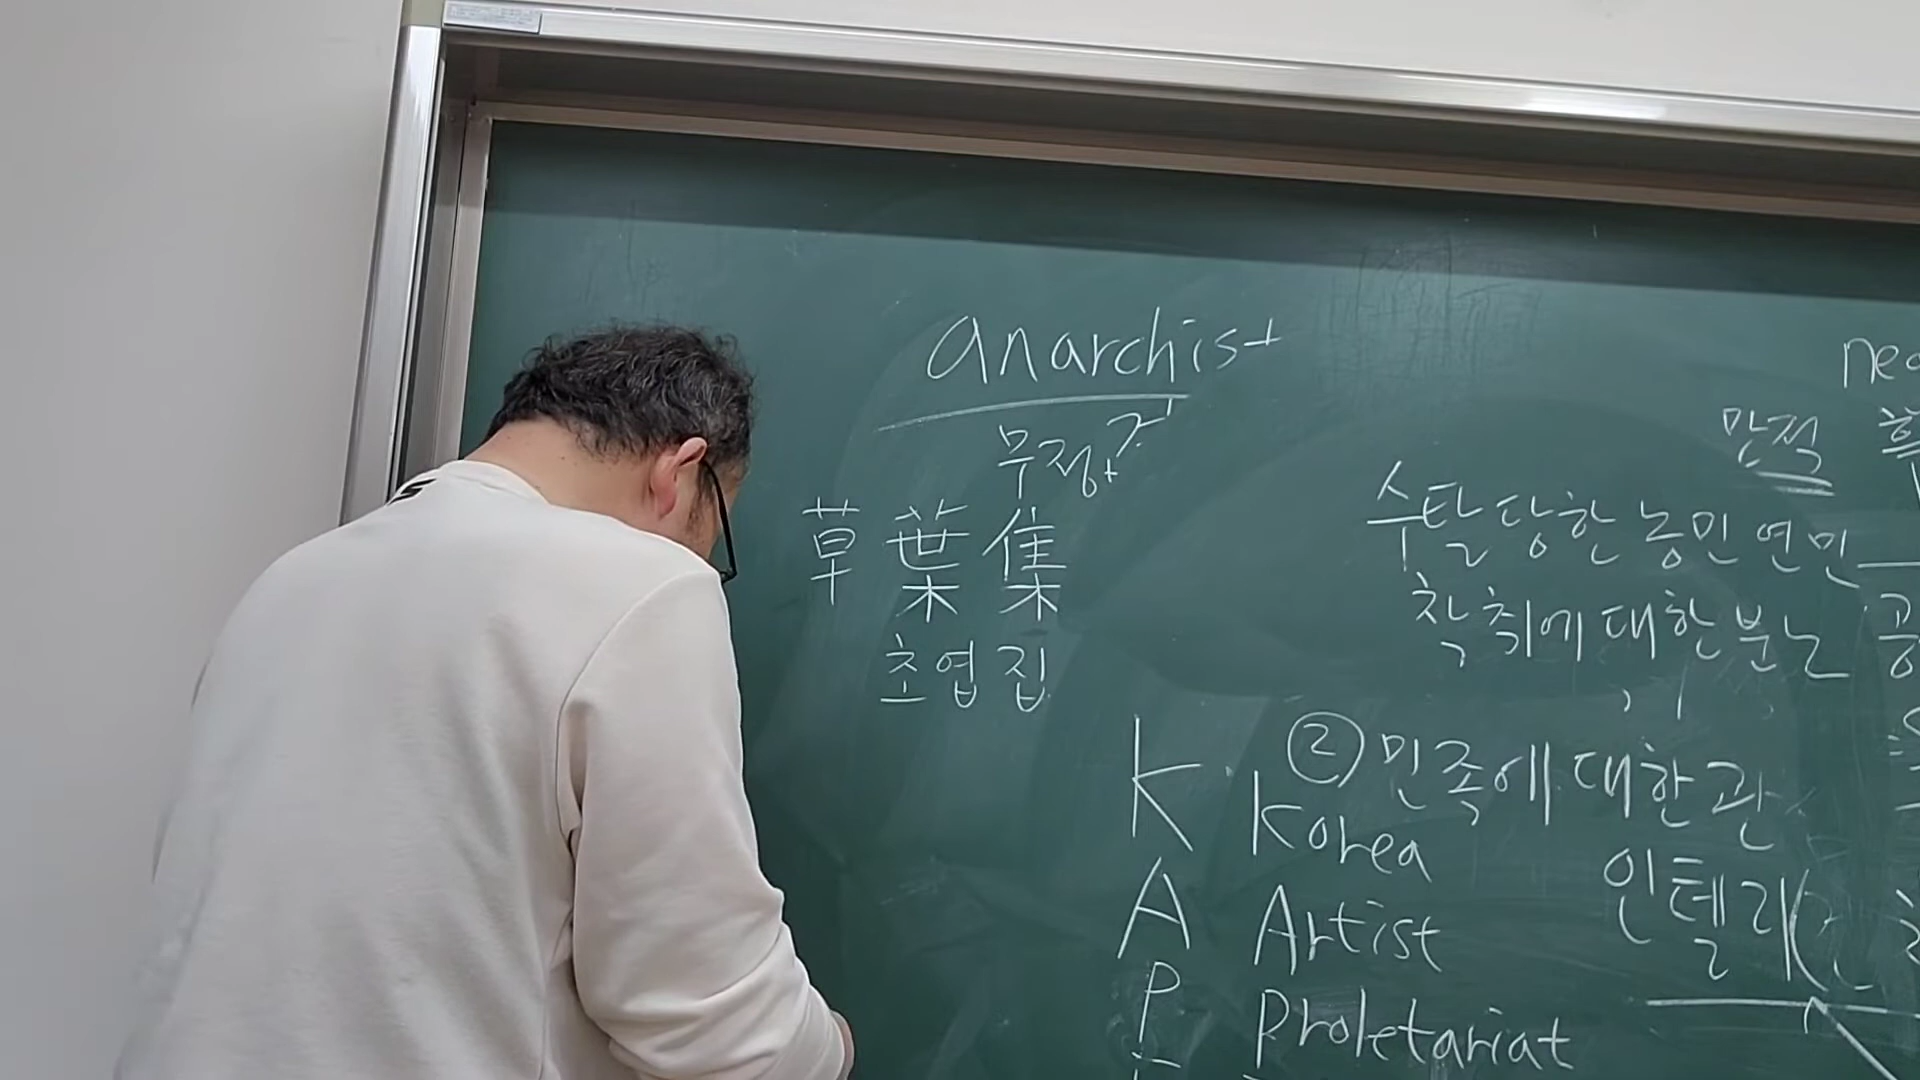 anarchist
무정부
草葉集
초엽집
만적
수탈당한 농민 연민
착취에 대한 분노
② 민족에 대한 관
인텔리(
K Korea
A Artist
P Proletariat